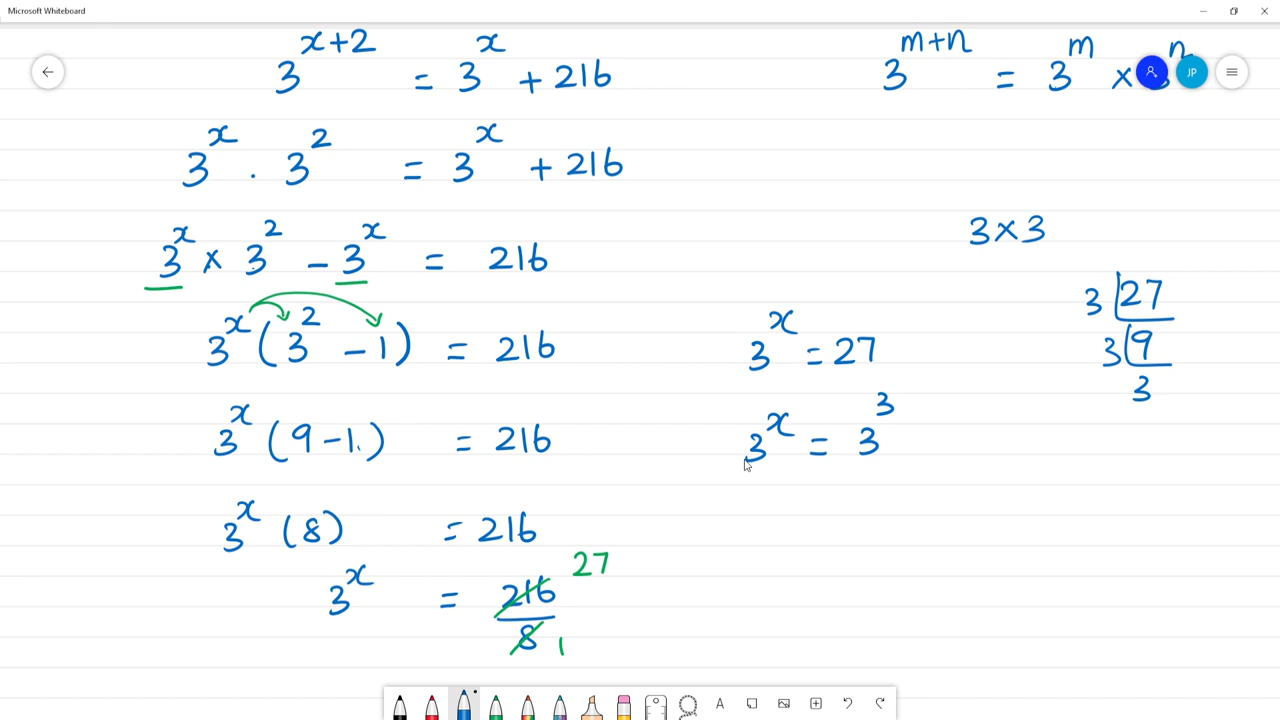 Microsoft Whiteboard
3^{x+2} = 3^x + 216
3^{m+n} = 3^m × 3^n
JP
3^x · 3^2 = 3^x + 216
3^x × 3^2 - 3^x = 216
3 × 3
3^x (3^2 - 1) = 216
3^x = 27
3 | 27
3 | 9
3
3^x (9 - 1) = 216
3^x = 3^3
3^x (8) = 216
3^x = 216/8
27
1
A